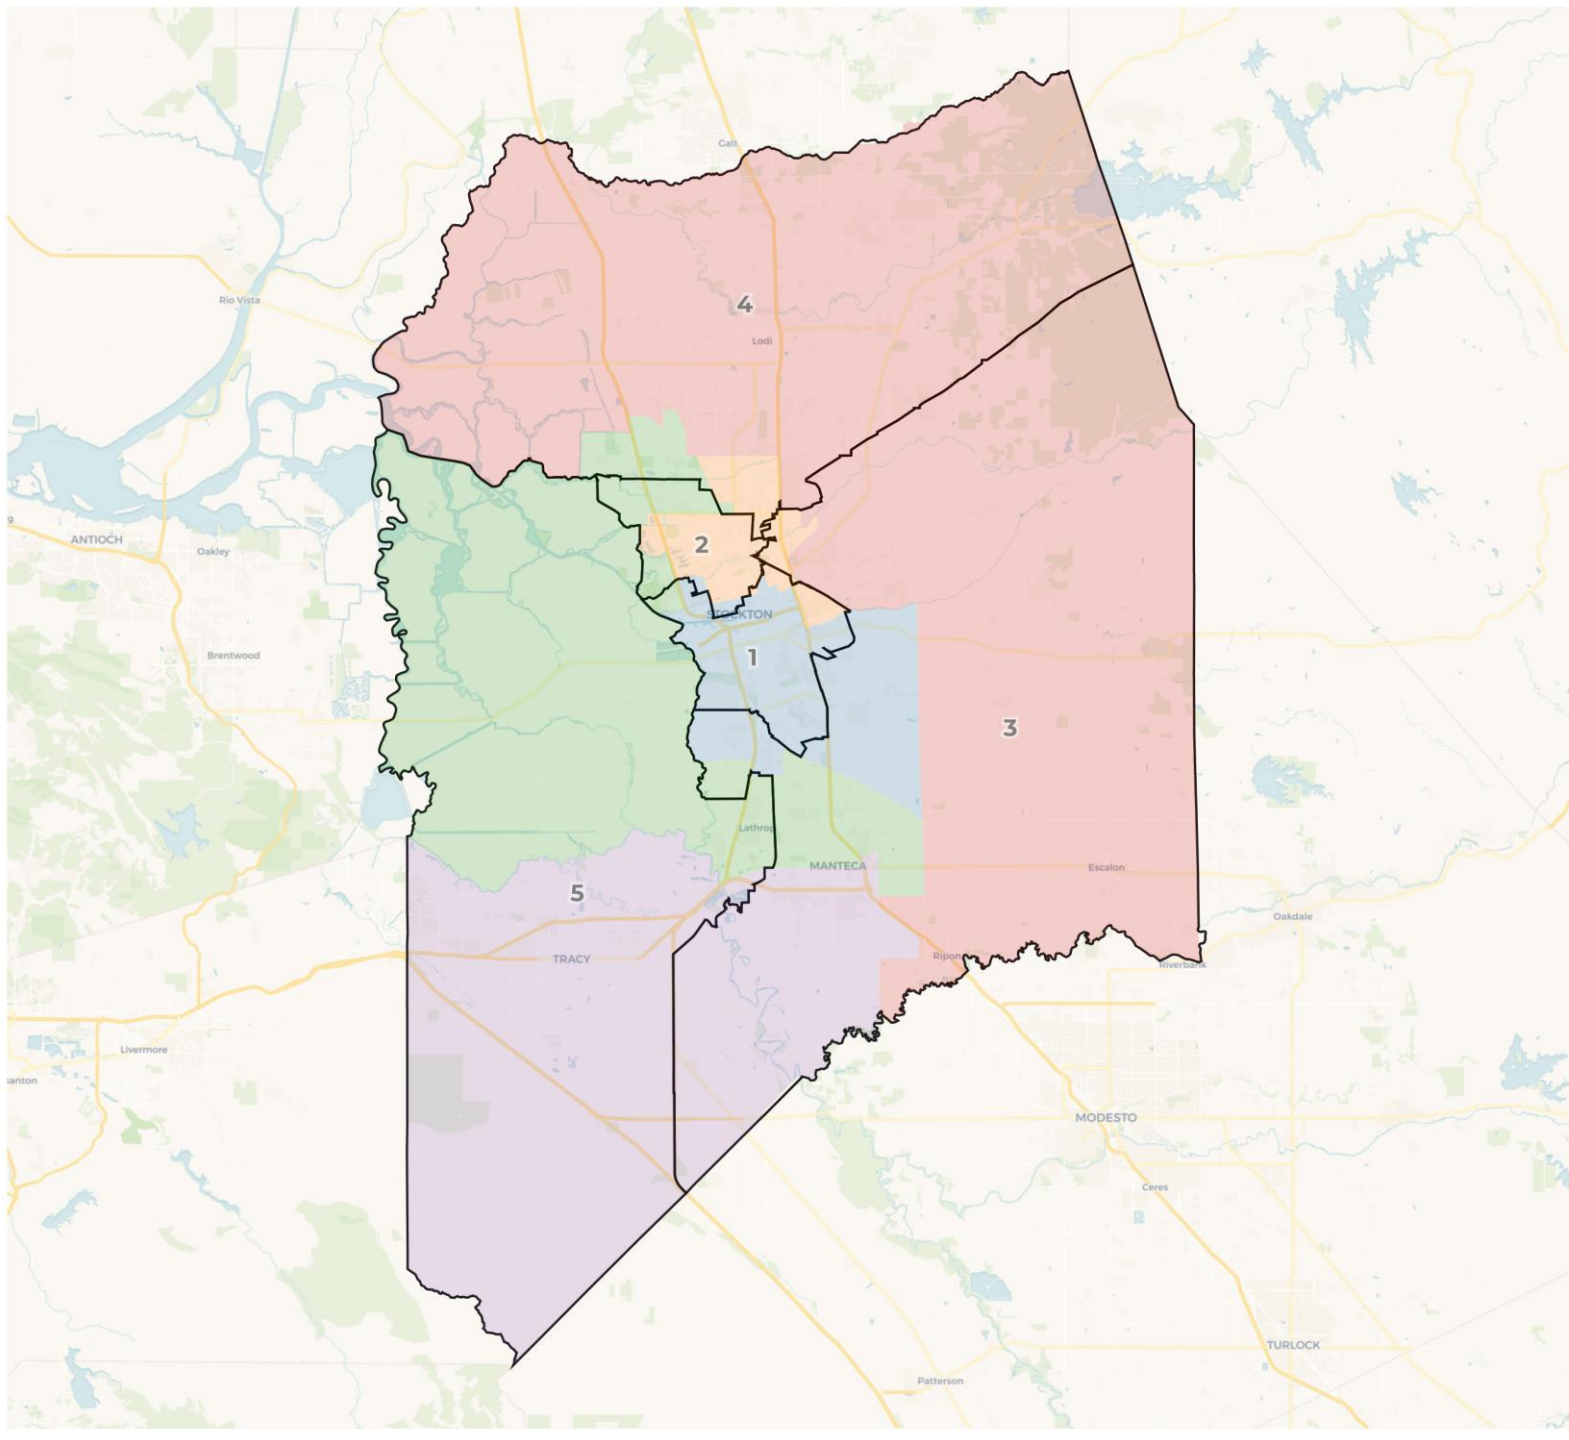 Galt
Rio Vista
4
Lodi
ANTIOCH
Oakley
2
STOCKTON
Brentwood
1
3
Lathrop
MANTECA
Escalon
5
Oakdale
TRACY
Ripon
Riverbank
Livermore
anton
MODESTO
Ceres
TURLOCK
Patterson